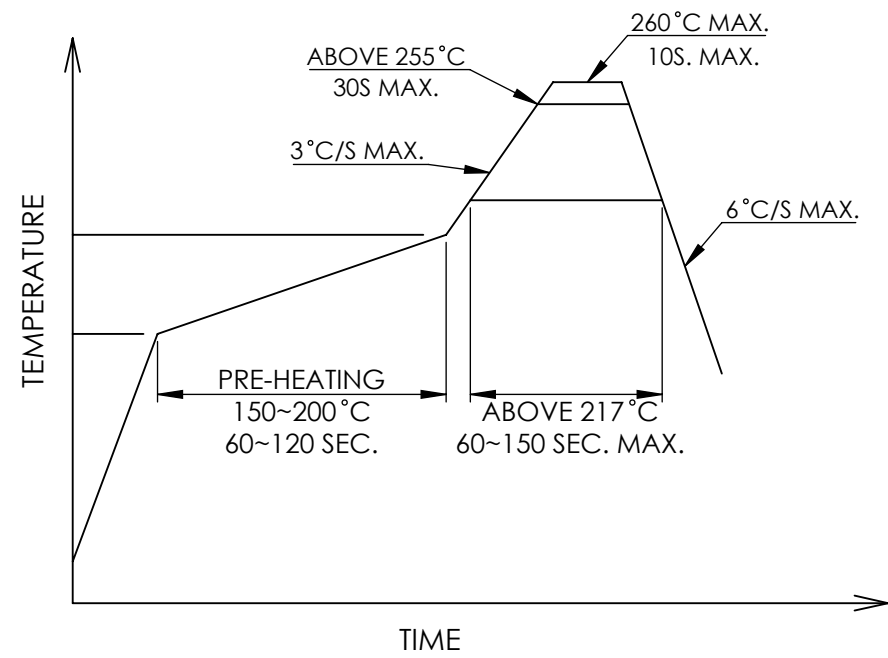 260°C MAX.
10S. MAX.
ABOVE 255°C
30S MAX.
3°C/S MAX.
6°C/S MAX.
TEMPERATURE
PRE-HEATING
150~200°C
60~120 SEC.
ABOVE 217°C
60~150 SEC. MAX.
TIME